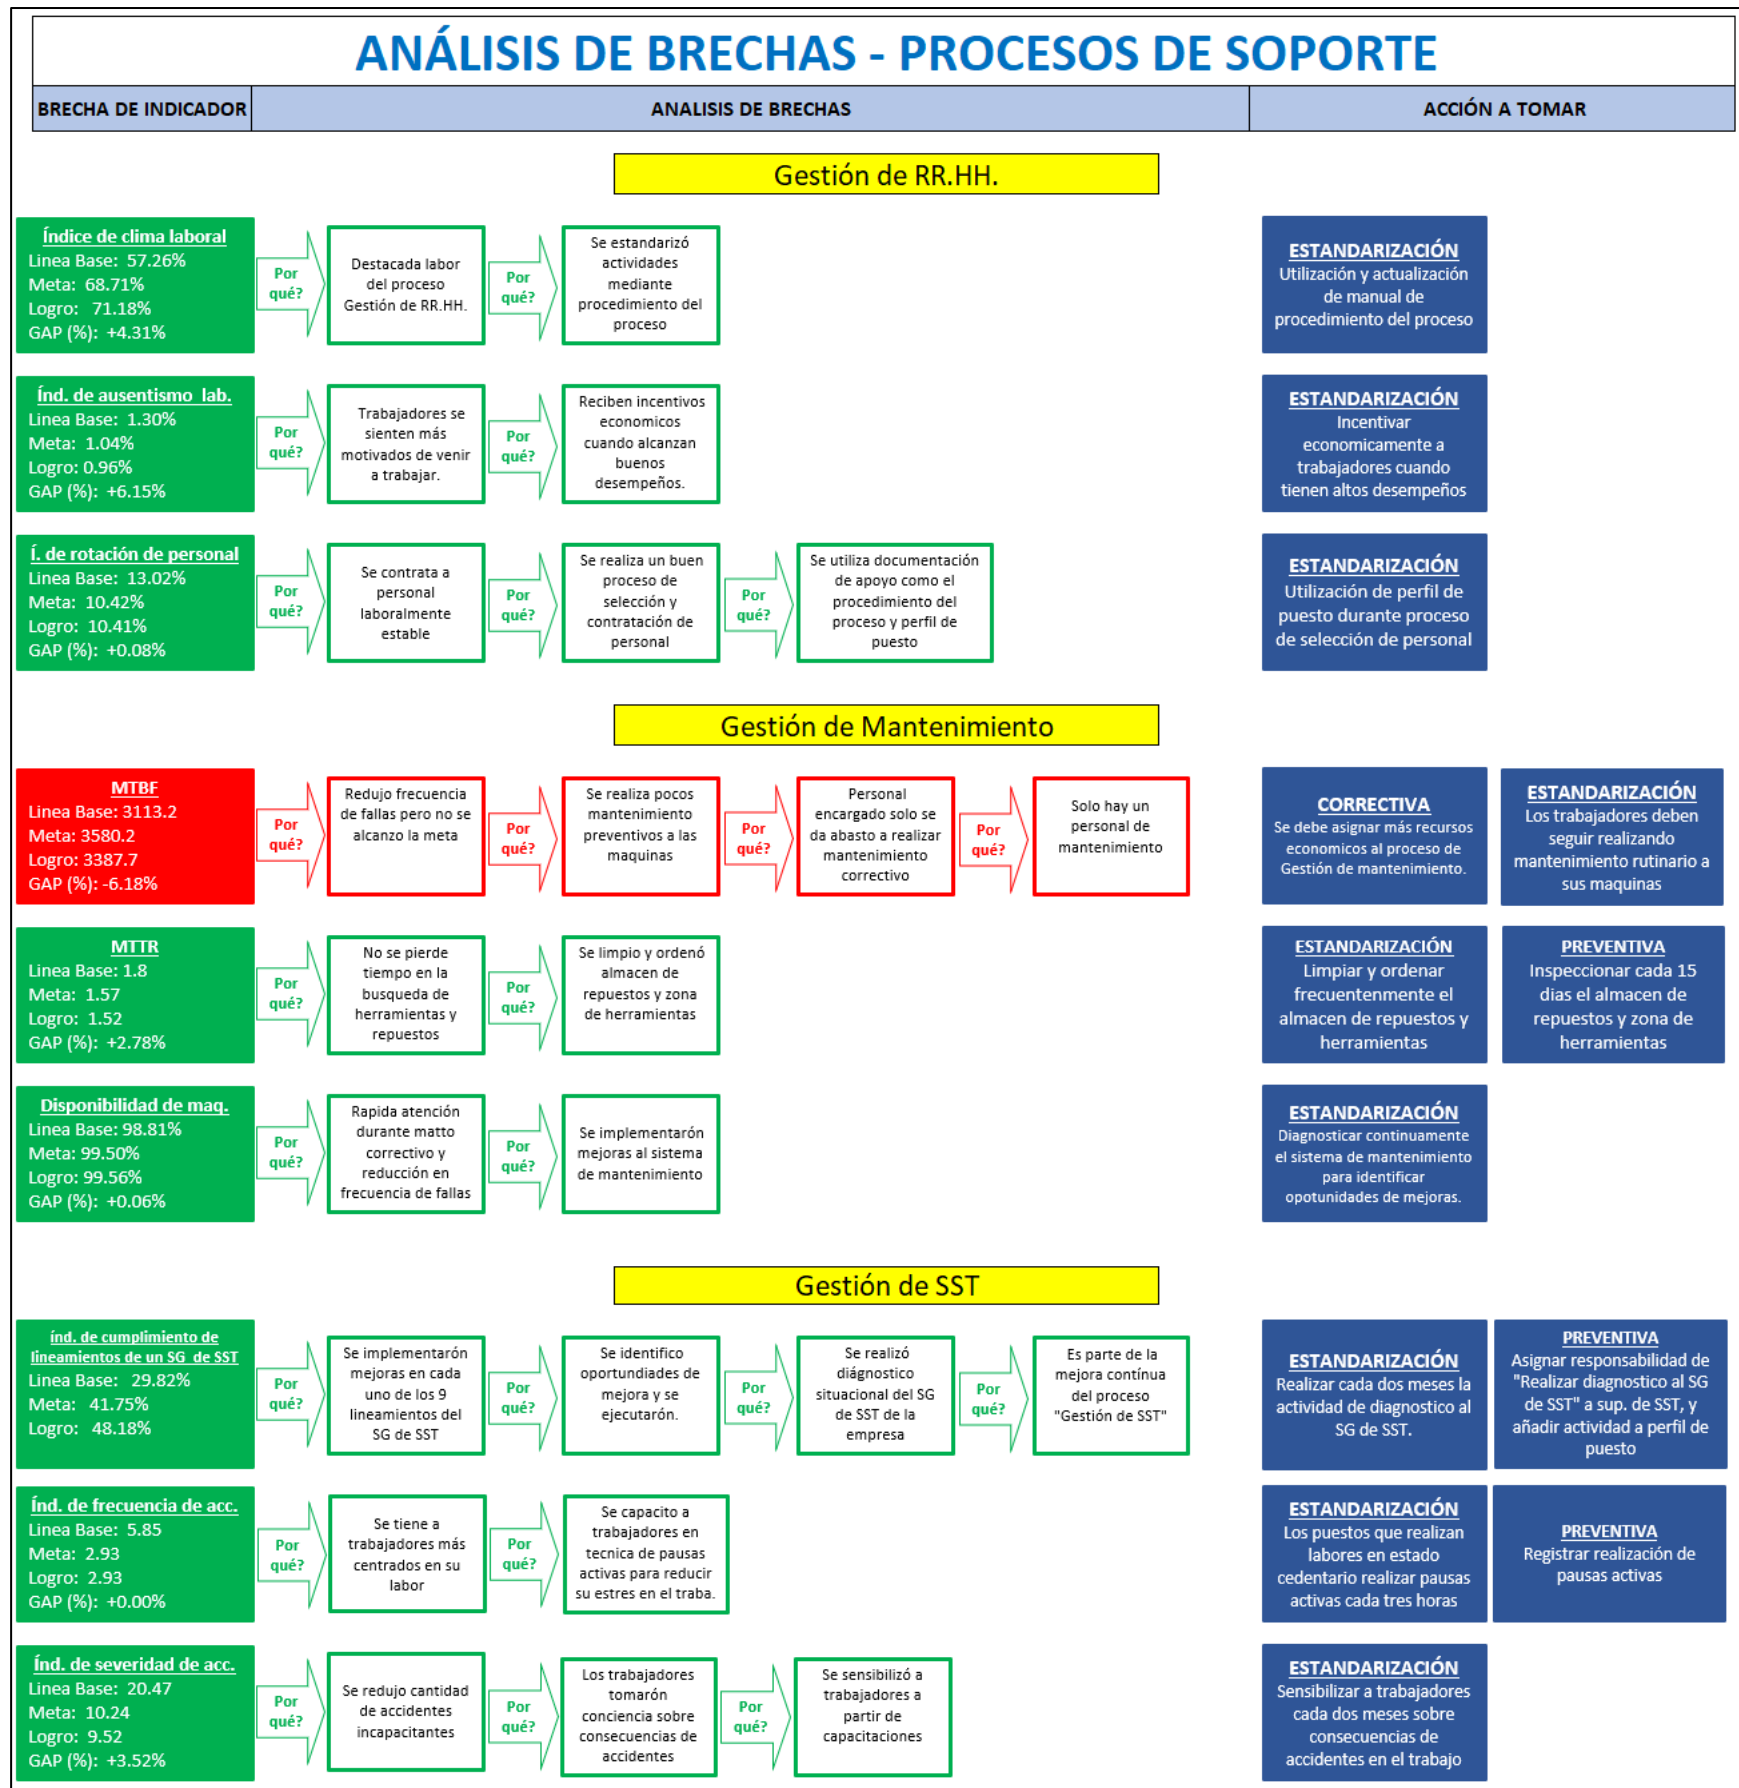 ANÁLISIS DE BRECHAS - PROCESOS DE SOPORTE
BRECHA DE INDICADOR
ANALISIS DE BRECHAS
ACCIÓN A TOMAR
Gestión de RR.HH.
Índice de clima laboral
Linea Base: 57.26%
Meta: 68.71%
Logro: 71.18%
GAP (%): +4.31%
Por
qué?
Destacada labor
del proceso
Gestión de RR.HH.
Por
qué?
Se estandarizó
actividades
mediante
procedimiento del
proceso
ESTANDARIZACIÓN
Utilización y actualización
de manual de
procedimiento del proceso
Índ. de ausentismo lab.
Linea Base: 1.30%
Meta: 1.04%
Logro: 0.96%
GAP (%): +6.15%
Por
qué?
Trabajadores se
sienten más
motivados de venir
a trabajar.
Por
qué?
Reciben incentivos
economicos
cuando alcanzan
buenos
desempeños.
ESTANDARIZACIÓN
Incentivar
economicamente a
trabajadores cuando
tienen altos desempeños
Í. de rotación de personal
Linea Base: 13.02%
Meta: 10.42%
Logro: 10.41%
GAP (%): +0.08%
Por
qué?
Se contrata a
personal
laboralmente
estable
Por
qué?
Se realiza un buen
proceso de
selección y
contratación de
personal
Por
qué?
Se utiliza documentación
de apoyo como el
procedimiento del
proceso y perfil de
puesto
ESTANDARIZACIÓN
Utilización de perfil de
puesto durante proceso
de selección de personal
Gestión de Mantenimiento
MTBF
Linea Base: 3113.2
Meta: 3580.2
Logro: 3387.7
GAP (%): -6.18%
Por
qué?
Redujo frecuencia
de fallas pero no se
alcanzo la meta
Por
qué?
Se realiza pocos
mantenimiento
preventivos a las
maquinas
Por
qué?
Personal
encargado solo se
da abasto a realizar
mantenimiento
correctivo
Por
qué?
Solo hay un
personal de
mantenimiento
CORRECTIVA
Se debe asignar más recursos
economicos al proceso de
Gestión de mantenimiento.
ESTANDARIZACIÓN
Los trabajadores deben
seguir realizando
mantenimiento rutinario a
sus maquinas
MTTR
Linea Base: 1.8
Meta: 1.57
Logro: 1.52
GAP (%): +2.78%
Por
qué?
No se pierde
tiempo en la
busqueda de
herramientas y
repuestos
Por
qué?
Se limpio y ordenó
almacen de
repuestos y zona
de herramientas
ESTANDARIZACIÓN
Limpiar y ordenar
frecuentenmente el
almacen de repuestos y
herramientas
PREVENTIVA
Inspeccionar cada 15
dias el almacen de
repuestos y zona de
herramientas
Disponibilidad de maq.
Linea Base: 98.81%
Meta: 99.50%
Logro: 99.56%
GAP (%): +0.06%
Por
qué?
Rapida atención
durante matto
correctivo y
reducción en
frecuencia de fallas
Por
qué?
Se implementarón
mejoras al sistema
de mantenimiento
ESTANDARIZACIÓN
Diagnosticar continuamente
el sistema de mantenimiento
para identificar
opotunidades de mejoras.
Gestión de SST
índ. de cumplimiento de
lineamientos de un SG de SST
Linea Base: 29.82%
Meta: 41.75%
Logro: 48.18%
Por
qué?
Se implementarón
mejoras en cada
uno de los 9
lineamientos del
SG de SST
Por
qué?
Se identifico
oportundiades de
mejora y se
ejecutarón.
Por
qué?
Se realizó
diágnostico
situacional del SG
de SST de la
empresa
Por
qué?
Es parte de la
mejora contínua
del proceso
"Gestión de SST"
ESTANDARIZACIÓN
Realizar cada dos meses la
actividad de diagnostico al
SG de SST.
PREVENTIVA
Asignar responsabilidad de
"Realizar diagnostico al SG
de SST" a sup. de SST, y
añadir actividad a perfil de
puesto
Índ. de frecuencia de acc.
Linea Base: 5.85
Meta: 2.93
Logro: 2.93
GAP (%): +0.00%
Por
qué?
Se tiene a
trabajadores más
centrados en su
labor
Por
qué?
Se capacito a
trabajadores en
tecnica de pausas
activas para reducir
su estres en el traba.
ESTANDARIZACIÓN
Los puestos que realizan
labores en estado
cedentario realizar pausas
activas cada tres horas
PREVENTIVA
Registrar realización de
pausas activas
Índ. de severidad de acc.
Linea Base: 20.47
Meta: 10.24
Logro: 9.52
GAP (%): +3.52%
Por
qué?
Se redujo cantidad
de accidentes
incapacitantes
Por
qué?
Los trabajadores
tomarón
conciencia sobre
consecuencias de
accidentes
Por
qué?
Se sensibilizó a
trabajadores a
partir de
capacitaciones
ESTANDARIZACIÓN
Sensibilizar a trabajadores
cada dos meses sobre
consecuencias de
accidentes en el trabajo